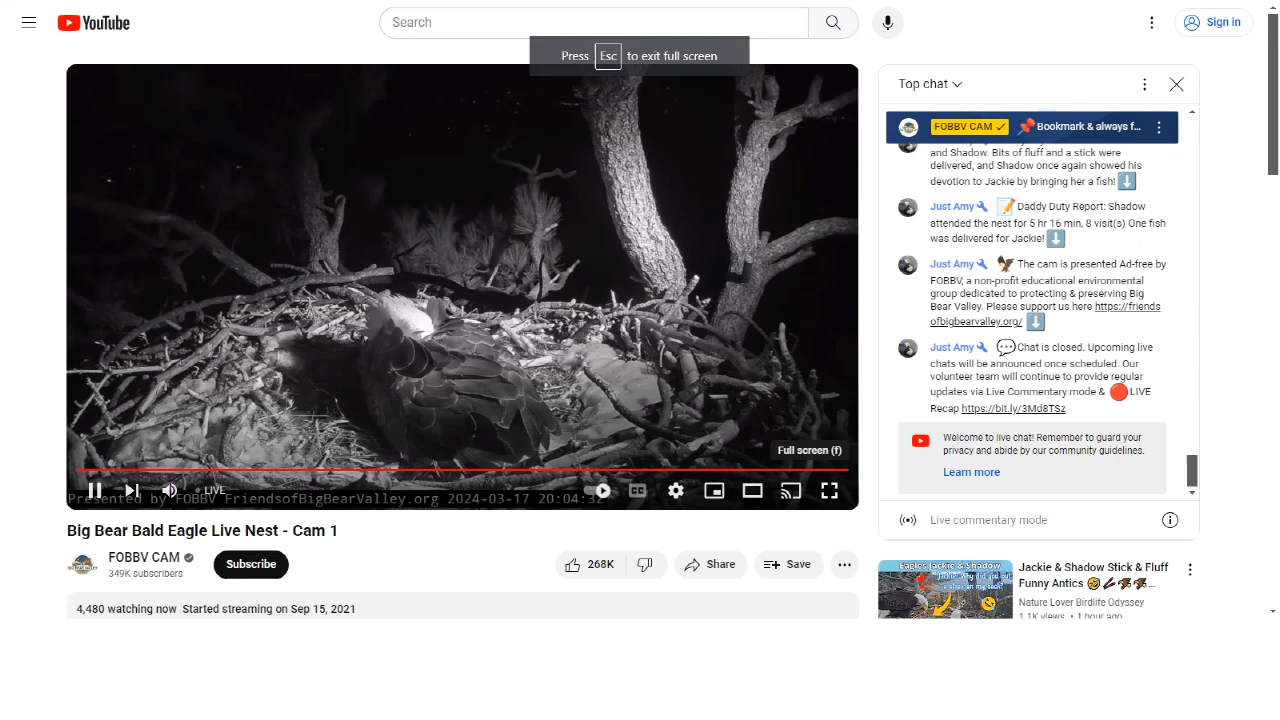 YouTube
Search
Sign in
Press Esc to exit full screen
Full screen (f)
LIVE
Presented by FOBBV FriendsofBigBearValley.org 2024-03-17 20:04:32
Big Bear Bald Eagle Live Nest - Cam 1
FOBBV CAM
349K subscribers
Subscribe
268K
Share
Save
4,480 watching now Started streaming on Sep 15, 2021
Top chat
FOBBV CAM Bookmark & always f...
and Shadow. Bits of fluff and a stick were
delivered, and Shadow once again showed his
devotion to Jackie by bringing her a fish!
Just Amy Daddy Duty Report: Shadow
attended the nest for 5 hr 16 min, 8 visit(s) One fish
was delivered for Jackie!
Just Amy The cam is presented Ad-free by
FOBBV, a non-profit educational environmental
group dedicated to protecting & preserving Big
Bear Valley. Please support us here https://friends
ofbigbearvalley.org/
Just Amy Chat is closed. Upcoming live
chats will be announced once scheduled. Our
volunteer team will continue to provide regular
updates via Live Commentary mode & LIVE
Recap https://bit.ly/3Md8TSz
Welcome to live chat! Remember to guard your
privacy and abide by our community guidelines.
Learn more
Live commentary mode
Eagles Jackie & Shadow
Jackie & Shadow Stick & Fluff
Funny Antics
Nature Lover Birdlife Odyssey
1.1K views • 1 hour ago